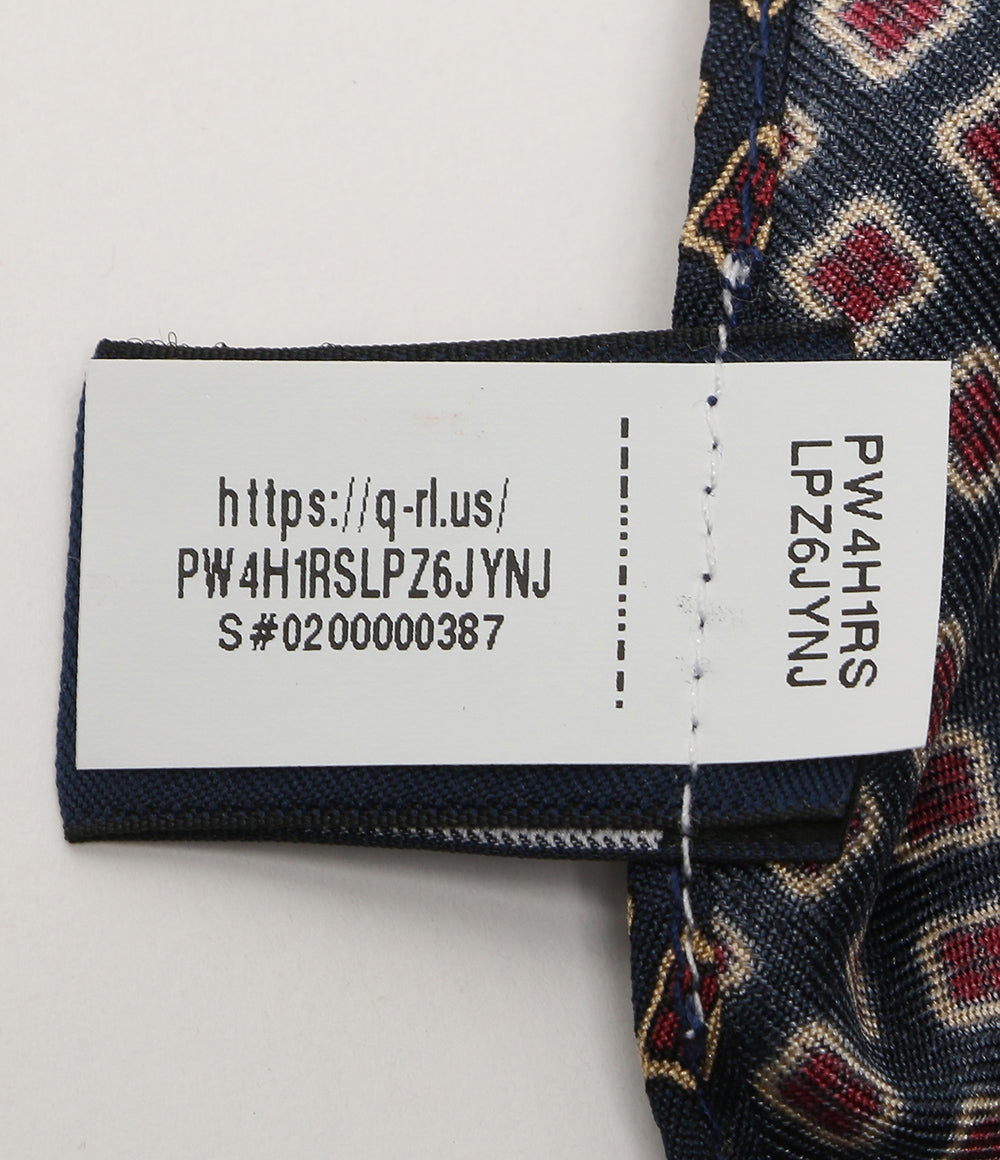 https://q-rl.us/
PW4H1RSLPZ6JYNJ
S#0200000387
PW4H1RS
LPZ6JYNJ